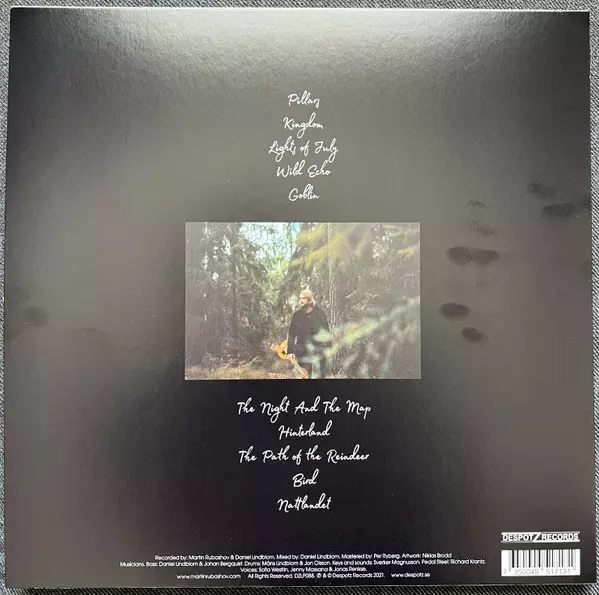 Pillars
Kingdom
Lights of July
Wild Echo
Goblin
The Night And The Map
Hinterland
The Path of the Reindeer
Bird
Nattlandet
DESPOTZ RECORDS
Recorded by: Martin Rubashov & Daniel Lindblom. Mixed by: Daniel Lindblom. Mastered by: Per Ryberg. Artwork: Niklas Brodd
Musicians. Bass: Daniel Lindblom & Johan Bergquist. Drums: Måns Lindblom & Jon Olsson. Keys and sounds: Sverker Magnusson. Pedal Steel: Richard Krantz.
Voices: Sofia Westin, Jenny Massana & Jonas Renkse.
www.martinrubashov.com All Rights Reserved. DZLP088. ℗ & © Despotz Records 2021. www.despotz.se
7 350049 517131